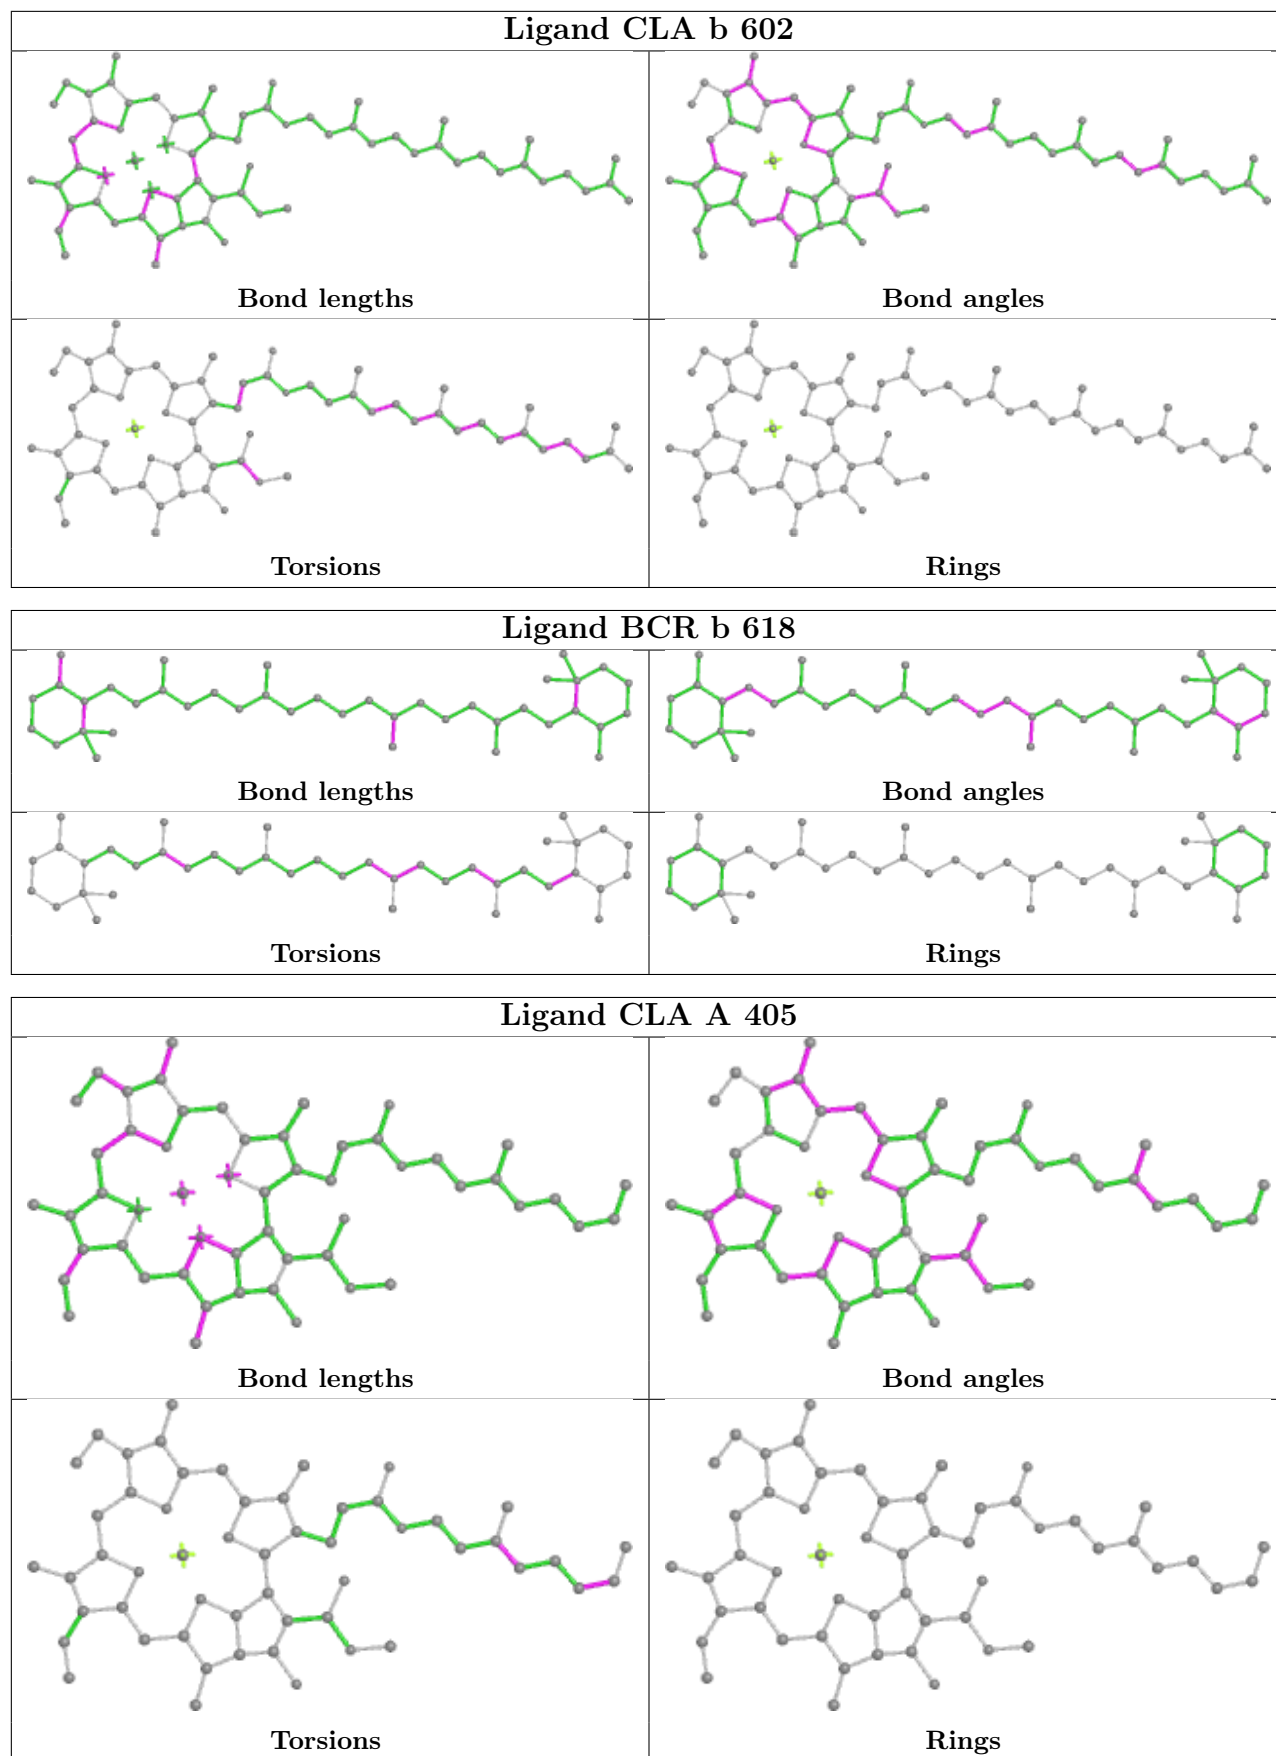 Ligand CLA b 602
Bond lengths
Bond angles
Torsions
Rings
Ligand BCR b 618
Bond lengths
Bond angles
Torsions
Rings
Ligand CLA A 405
Bond lengths
Bond angles
Torsions
Rings